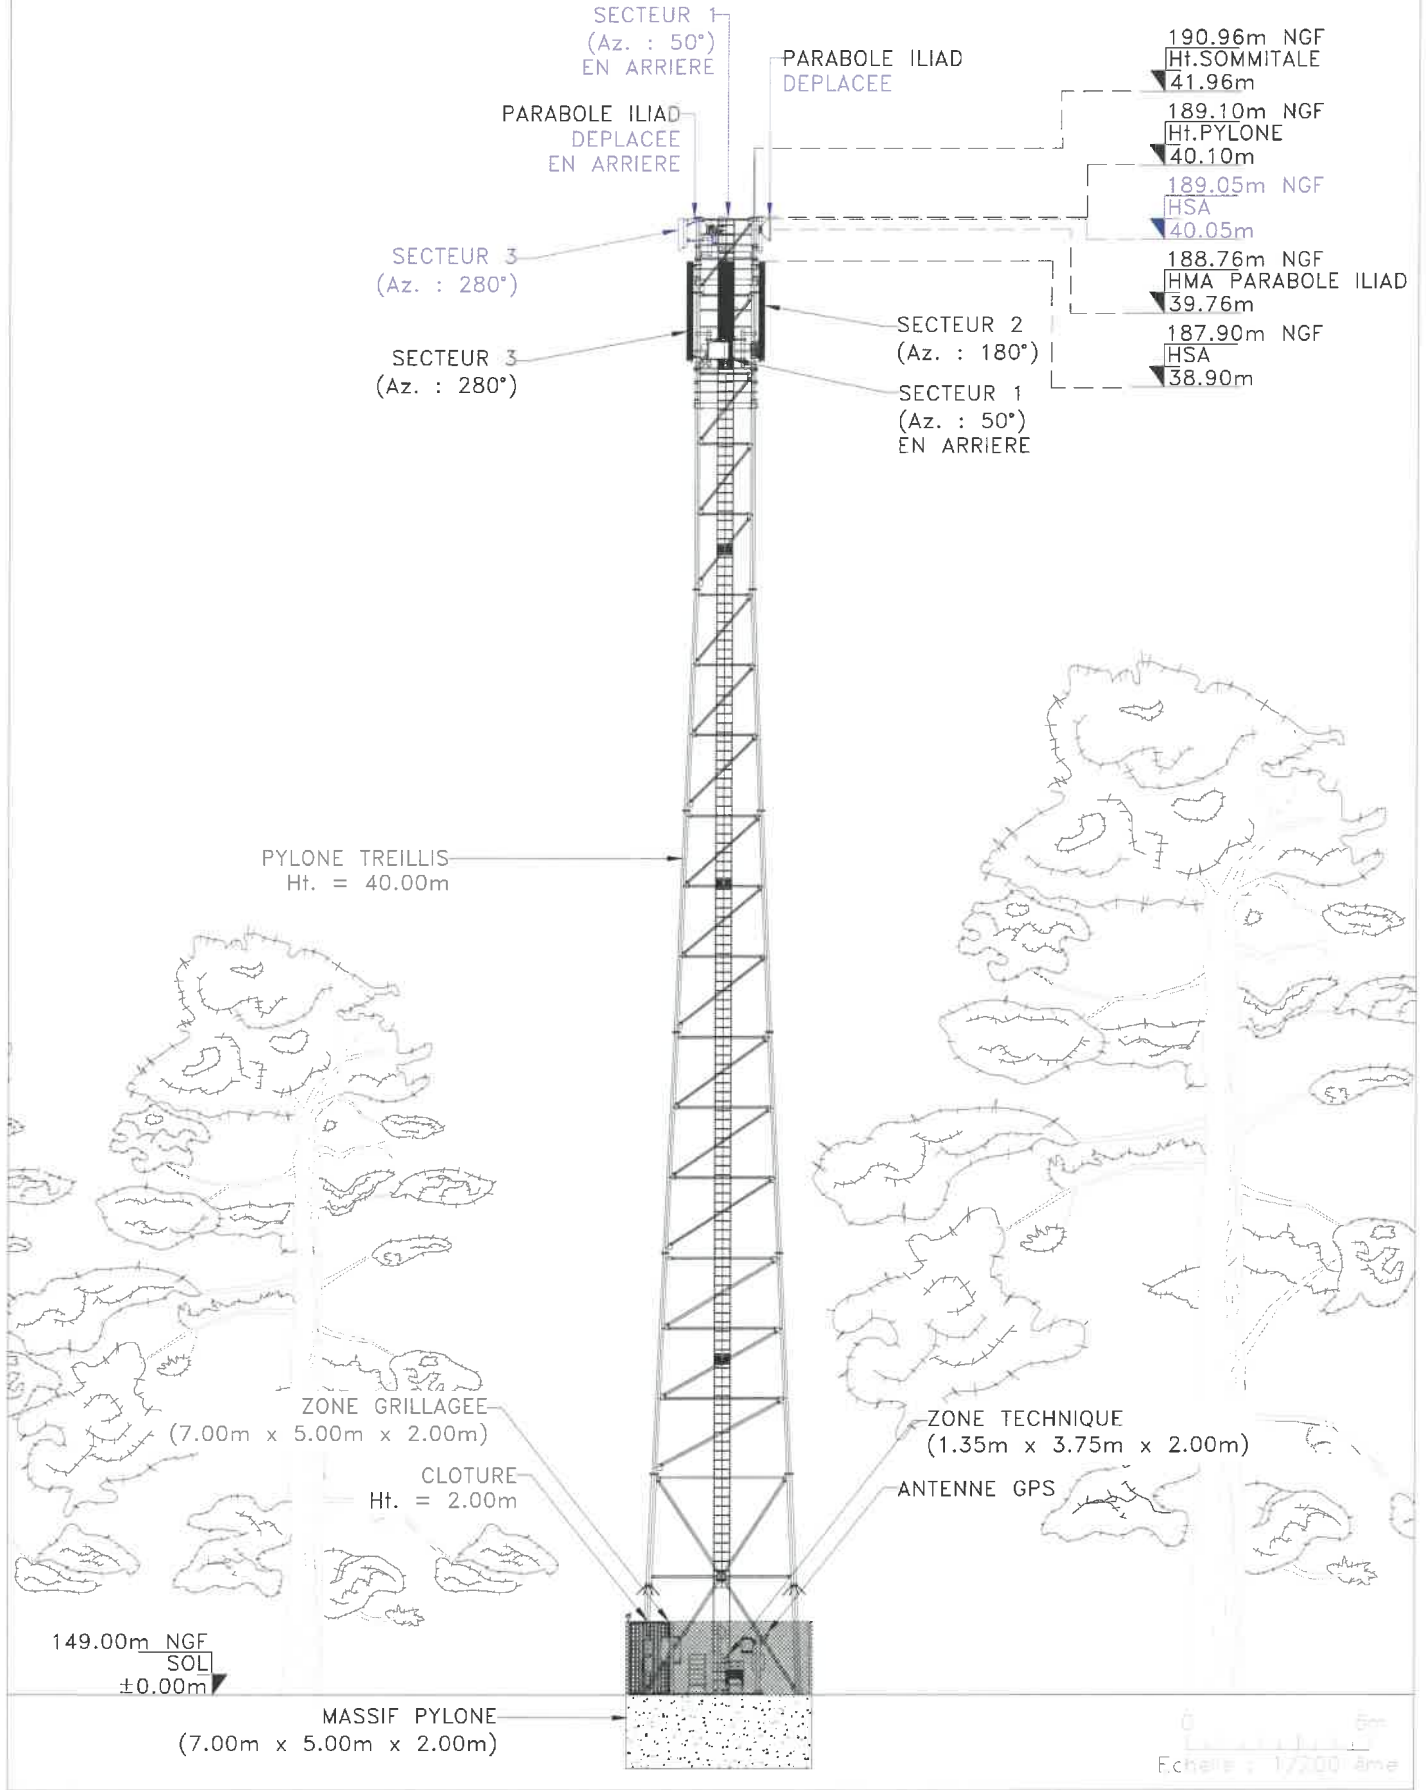 SECTEUR 1
(Az. : 50°)
EN ARRIERE
PARABOLE ILIAD
DEPLACEE
PARABOLE ILIAD
DEPLACEE
EN ARRIERE
190.96m NGF
Ht.SOMMITALE
41.96m
189.10m NGF
Ht.PYLONE
40.10m
189.05m NGF
HSA
40.05m
188.76m NGF
HMA PARABOLE ILIAD
39.76m
187.90m NGF
HSA
38.90m
SECTEUR 3
(Az. : 280°)
SECTEUR 3
(Az. : 280°)
SECTEUR 2
(Az. : 180°)
SECTEUR 1
(Az. : 50°)
EN ARRIERE
PYLONE TREILLIS
Ht. = 40.00m
ZONE GRILLAGEE
(7.00m x 5.00m x 2.00m)
CLOTURE
Ht. = 2.00m
ZONE TECHNIQUE
(1.35m x 3.75m x 2.00m)
ANTENNE GPS
149.00m NGF
SOL
±0.00m
MASSIF PYLONE
(7.00m x 5.00m x 2.00m)
0
Echelle : 1/200 ème